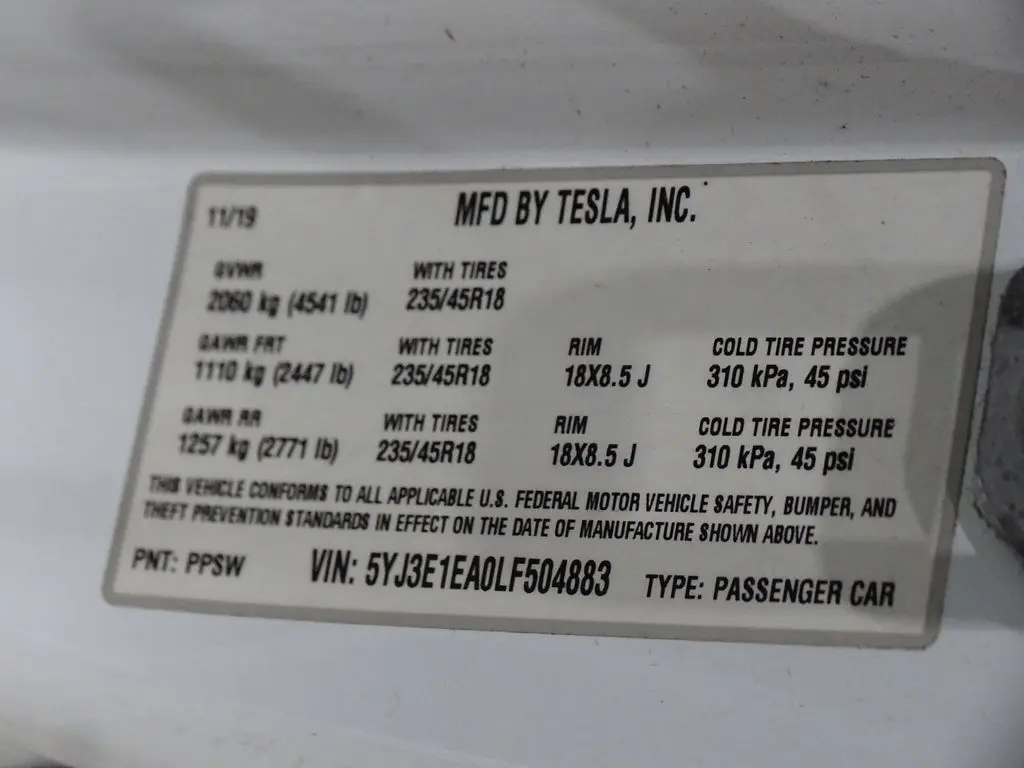 11/19 MFD BY TESLA, INC.
GVWR WITH TIRES
2060 kg (4541 lb) 235/45R18
GAWR FRT WITH TIRES RIM COLD TIRE PRESSURE
1110 kg (2447 lb) 235/45R18 18X8.5 J 310 kPa, 45 psi
GAWR RR WITH TIRES RIM COLD TIRE PRESSURE
1257 kg (2771 lb) 235/45R18 18X8.5 J 310 kPa, 45 psi
THIS VEHICLE CONFORMS TO ALL APPLICABLE U.S. FEDERAL MOTOR VEHICLE SAFETY, BUMPER, AND
THEFT PREVENTION STANDARDS IN EFFECT ON THE DATE OF MANUFACTURE SHOWN ABOVE.
PNT: PPSW VIN: 5YJ3E1EA0LF504883 TYPE: PASSENGER CAR